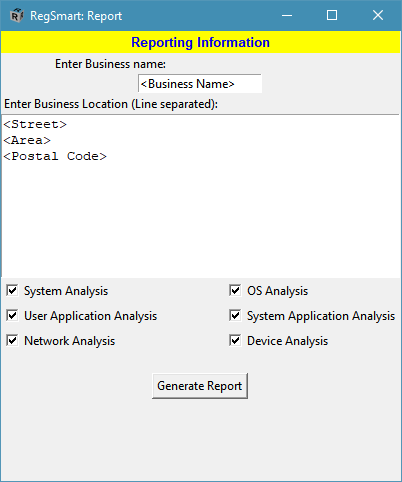 RegSmart: Report
Reporting Information
Enter Business name:
<Business Name>
Enter Business Location (Line separated):
<Street>
<Area>
<Postal Code>
System Analysis
OS Analysis
User Application Analysis
System Application Analysis
Network Analysis
Device Analysis
Generate Report